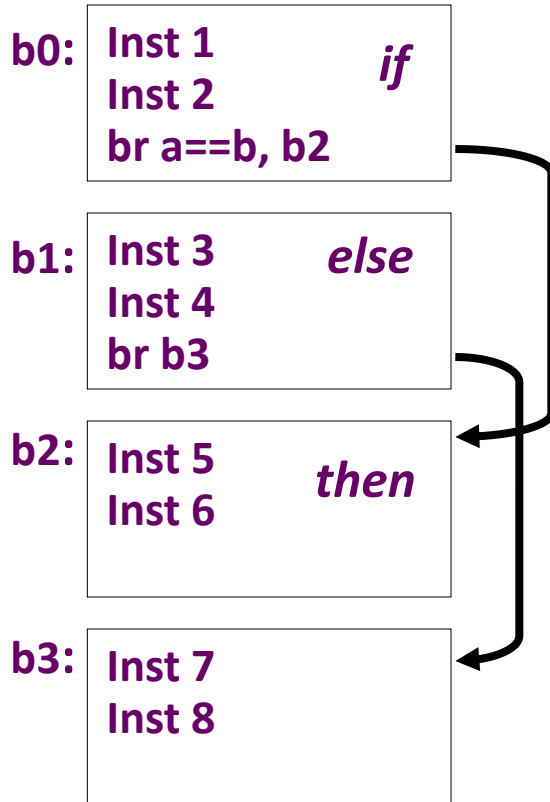 b0: Inst 1 if
Inst 2
br a==b, b2
b1: Inst 3 else
Inst 4
br b3
b2: Inst 5 then
Inst 6
b3: Inst 7
Inst 8